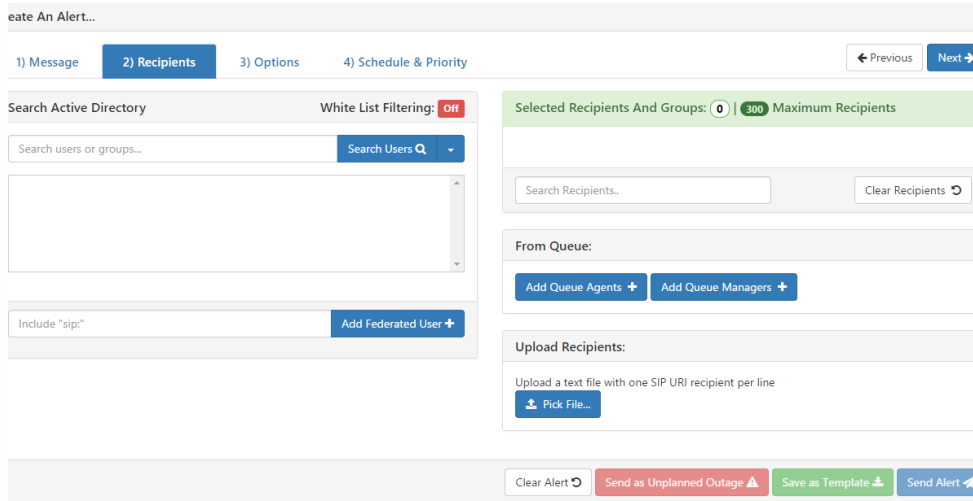 eate An Alert...
1) Message
2) Recipients
3) Options
4) Schedule & Priority
Previous
Next
Search Active Directory
White List Filtering: Off
Search users or groups...
Search Users
Include "sip:"
Add Federated User
Selected Recipients And Groups: 0 | 300 Maximum Recipients
Search Recipients..
Clear Recipients
From Queue:
Add Queue Agents
Add Queue Managers
Upload Recipients:
Upload a text file with one SIP URI recipient per line
Pick File...
Clear Alert
Send as Unplanned Outage
Save as Template
Send Alert